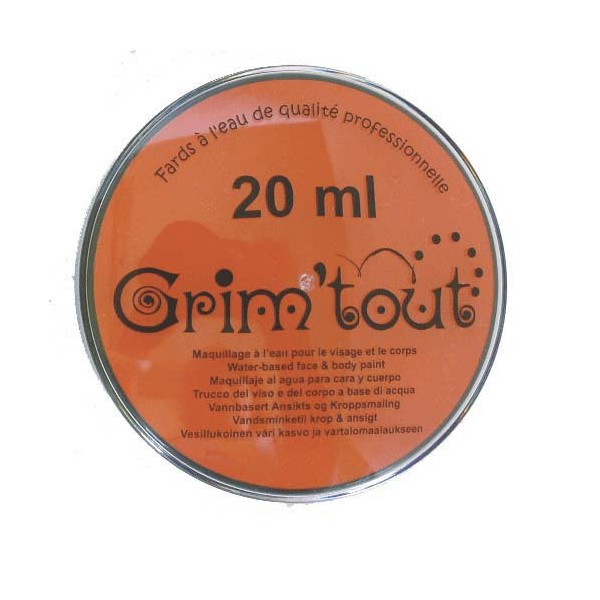 Fards à l'eau de qualité professionnelle
20 ml
Grim'tout
Maquillage à l'eau pour le visage et le corps
Water-based face & body paint
Maquillaje al agua para cara y cuerpo
Trucco del viso e del corpo a base di acqua
Vannbasert Ansikts og Kroppsmaling
Vandsminketil krop & ansigt
Vesiliukoinen väri kasvo ja vartalomaalaukseen